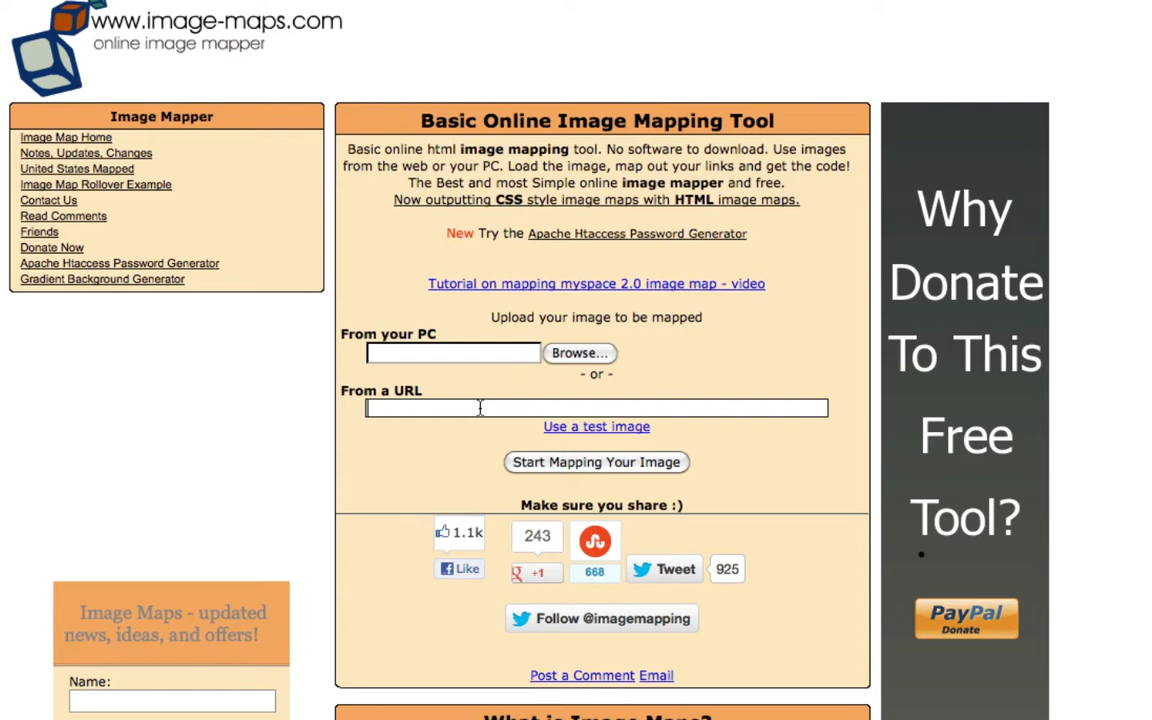 www.image-maps.com
online image mapper
Image Mapper
Image Map Home
Notes, Updates, Changes
United States Mapped
Image Map Rollover Example
Contact Us
Read Comments
Friends
Donate Now
Apache Htaccess Password Generator
Gradient Background Generator
Image Maps - updated
news, ideas, and offers!
Name:
Basic Online Image Mapping Tool
Basic online html image mapping tool. No software to download. Use images
from the web or your PC. Load the image, map out your links and get the code!
The Best and most Simple online image mapper and free.
Now outputting CSS style image maps with HTML image maps.
New Try the Apache Htaccess Password Generator
Tutorial on mapping myspace 2.0 image map - video
Upload your image to be mapped
From your PC
Browse...
- or -
From a URL
Use a test image
Start Mapping Your Image
Make sure you share :)
1.1k
Like
243
+1
668
Tweet 925
Follow @imagemapping
Post a Comment Email
What is Image Maps?
Why
Donate
To This
Free
Tool?
PayPal
Donate